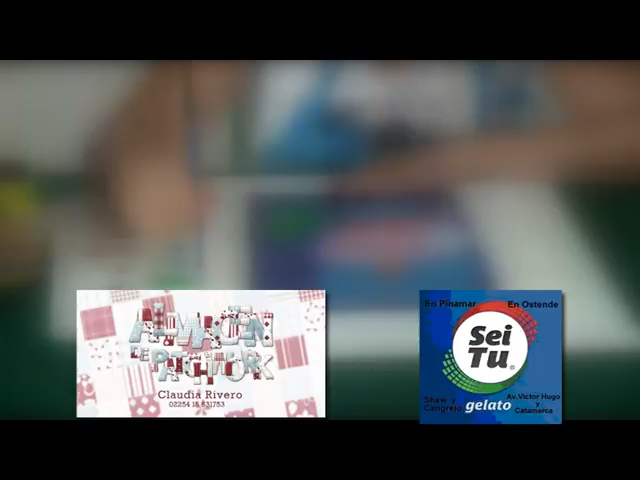 ALMACÉN
DE PATCHWORK
Claudia Rivero
02254 15 631753
En Pinamar
En Ostende
Sei
Tu
®
Shaw y
Cangrejo
gelato
Av.Victor Hugo
y
Catamarca